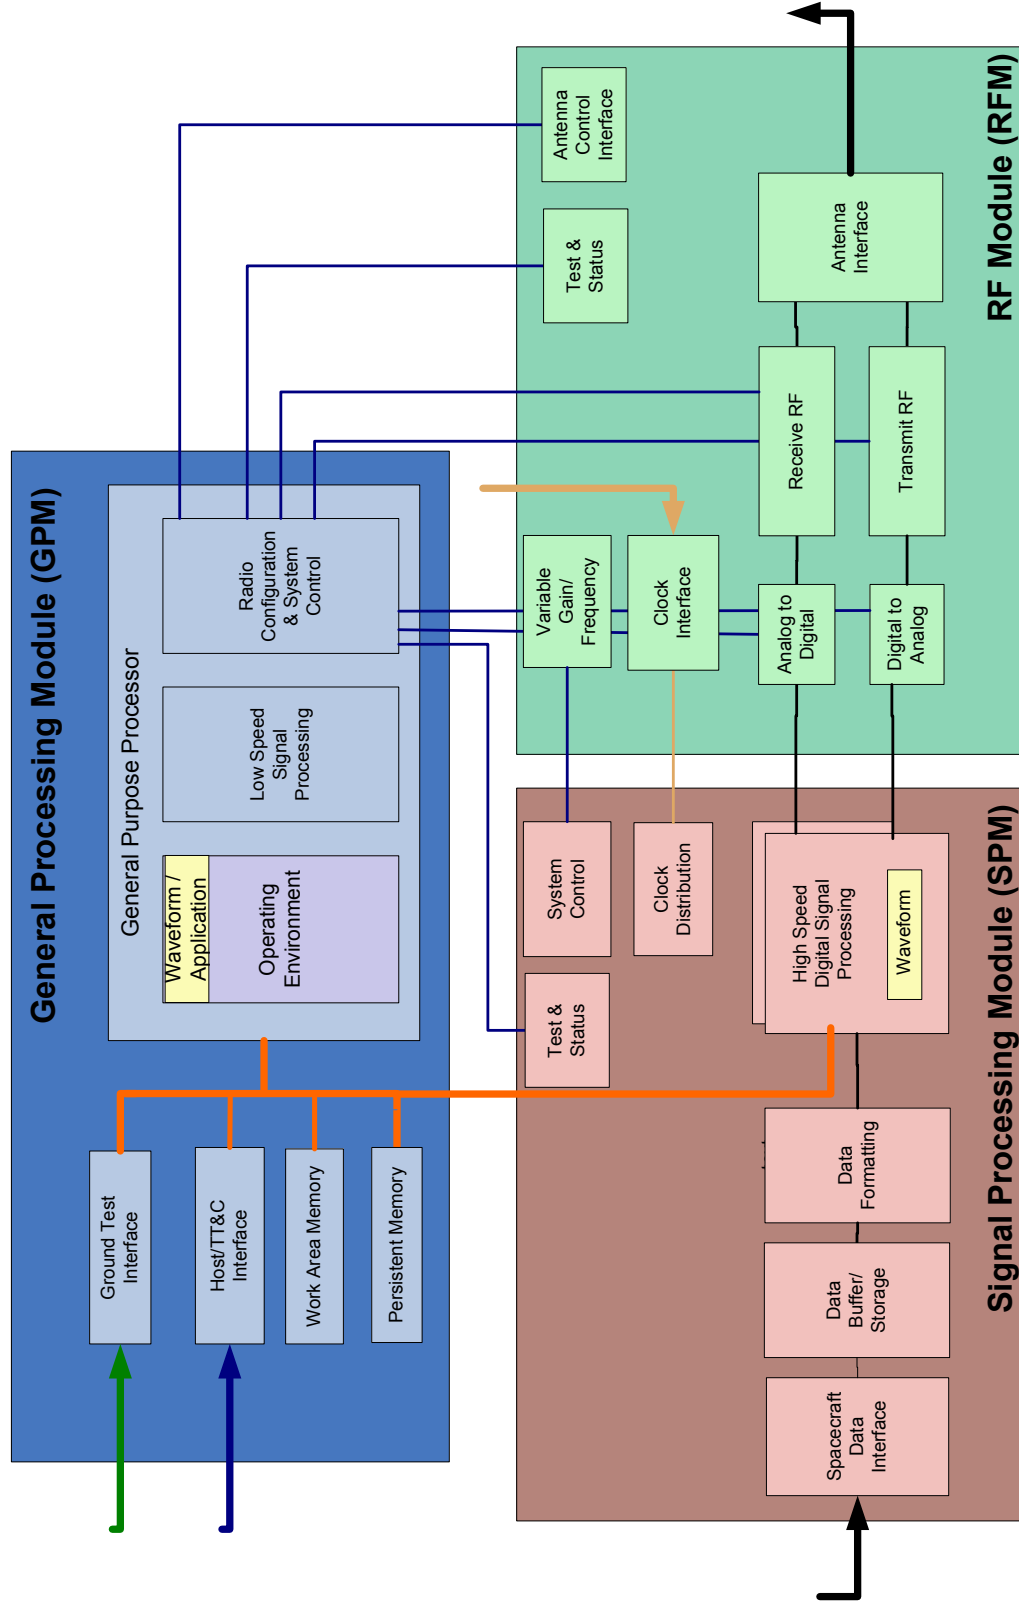 General Processing Module (GPM)
General Purpose Processor
Ground Test
Interface
Host/TT&C
Interface
Work Area Memory
Persistent Memory
Waveform /
Application
Operating
Environment
Low Speed
Signal
Processing
Radio
Configuration
& System
Control
Test &
Status
System
Control
Clock
Distribution
High Speed
Digital Signal
Processing
Waveform
Data
Formatting
Data
Buffer/
Storage
Spacecraft
Data
Interface
Signal Processing Module (SPM)
Variable
Gain/
Frequency
Clock
Interface
Analog to
Digital
Digital to
Analog
Receive RF
Transmit RF
Test &
Status
Antenna
Control
Interface
Antenna
Interface
RF Module (RFM)